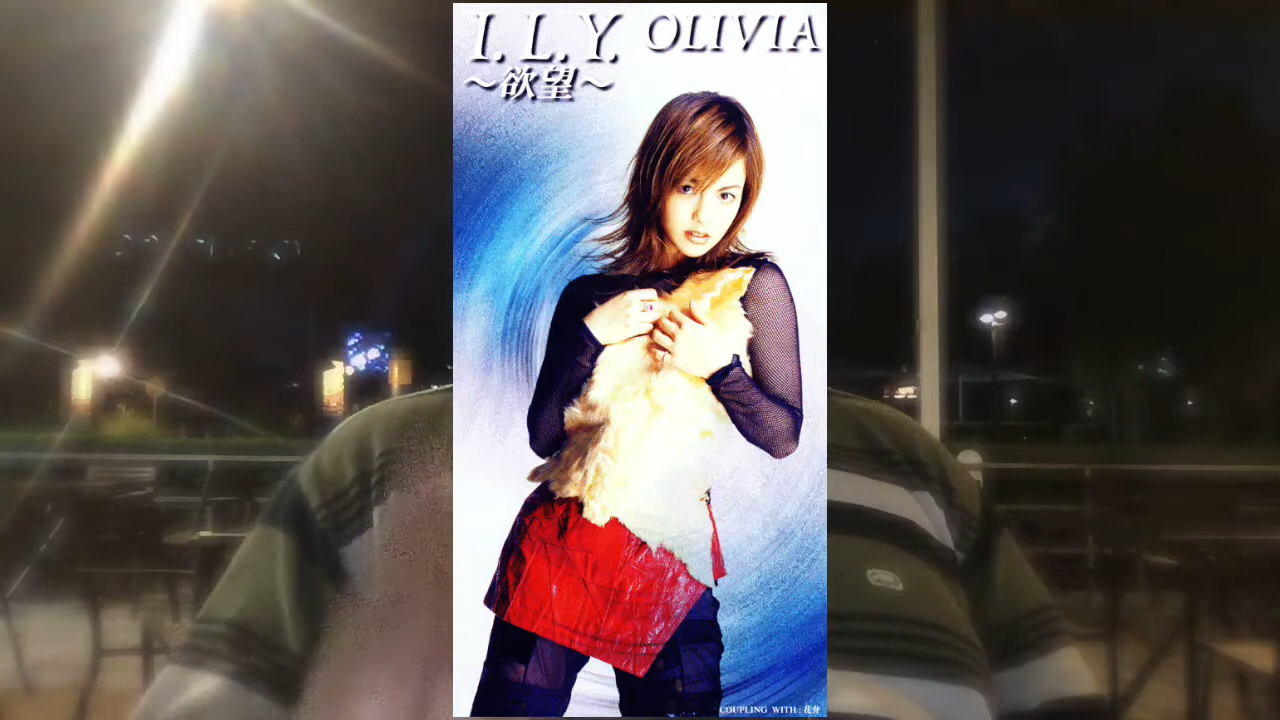 I. L. Y. OLIVIA
～欲望～
COUPLING WITH : 花弁